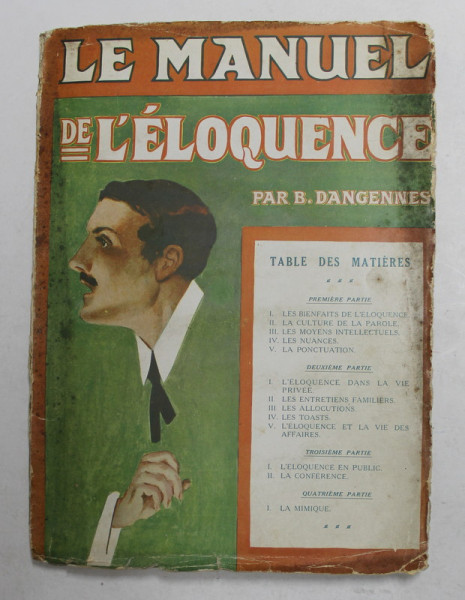 LE MANUEL
DE L'ÉLOQUENCE
PAR B. DANGENNES
TABLE DES MATIÈRES
PREMIÈRE PARTIE
I. LES BIENFAITS DE L'ÉLOQUENCE.
II. LA CULTURE DE LA PAROLE.
III. LES MOYENS INTELLECTUELS.
IV. LES NUANCES.
V. LA PONCTUATION.
DEUXIÈME PARTIE
I. L'ÉLOQUENCE DANS LA VIE
PRIVÉE.
II. LES ENTRETIENS FAMILIERS.
III. LES ALLOCUTIONS.
IV. LES TOASTS.
V. L'ÉLOQUENCE ET LA VIE DES
AFFAIRES.
TROISIÈME PARTIE
I. L'ÉLOQUENCE EN PUBLIC.
II. LA CONFÉRENCE.
QUATRIÈME PARTIE
I. LA MIMIQUE.